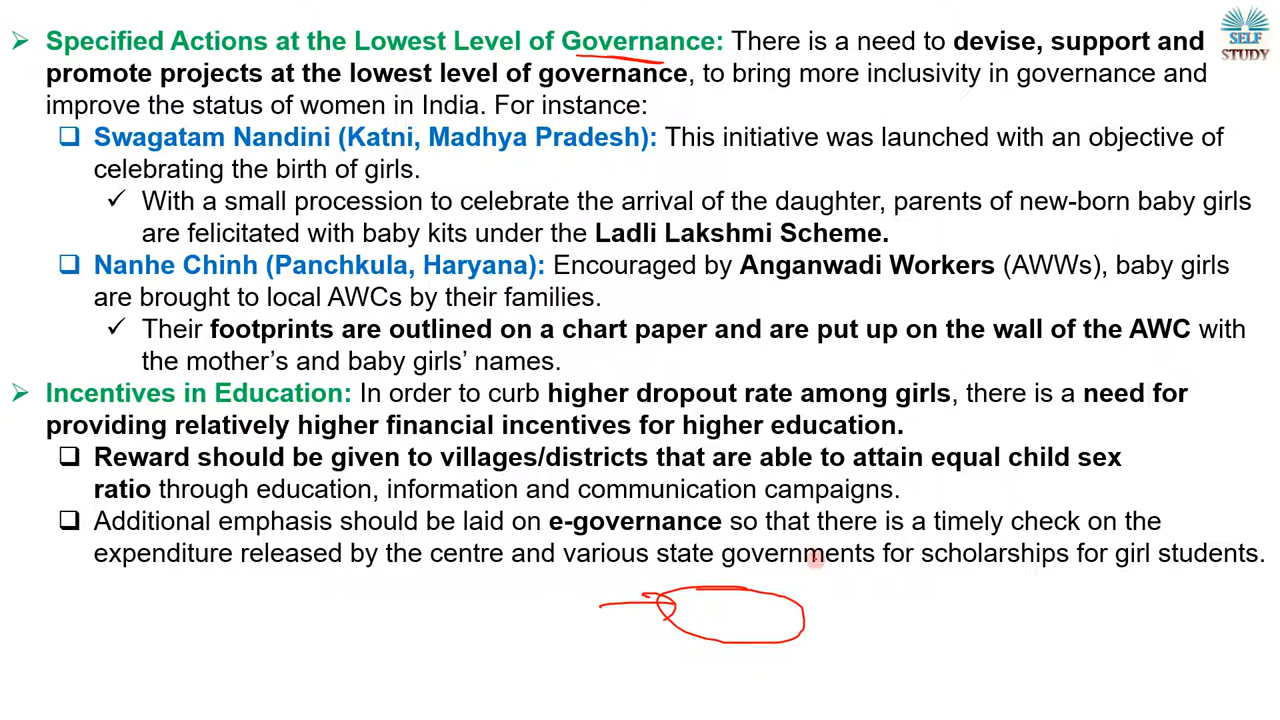 ➢ Specified Actions at the Lowest Level of Governance: There is a need to devise, support and
promote projects at the lowest level of governance, to bring more inclusivity in governance and
improve the status of women in India. For instance:
❑ Swagatam Nandini (Katni, Madhya Pradesh): This initiative was launched with an objective of
celebrating the birth of girls.
✓ With a small procession to celebrate the arrival of the daughter, parents of new-born baby girls
are felicitated with baby kits under the Ladli Lakshmi Scheme.
❑ Nanhe Chinh (Panchkula, Haryana): Encouraged by Anganwadi Workers (AWWs), baby girls
are brought to local AWCs by their families.
✓ Their footprints are outlined on a chart paper and are put up on the wall of the AWC with
the mother's and baby girls' names.
➢ Incentives in Education: In order to curb higher dropout rate among girls, there is a need for
providing relatively higher financial incentives for higher education.
❑ Reward should be given to villages/districts that are able to attain equal child sex
ratio through education, information and communication campaigns.
❑ Additional emphasis should be laid on e-governance so that there is a timely check on the
expenditure released by the centre and various state governments for scholarships for girl students.
SELF
STUDY